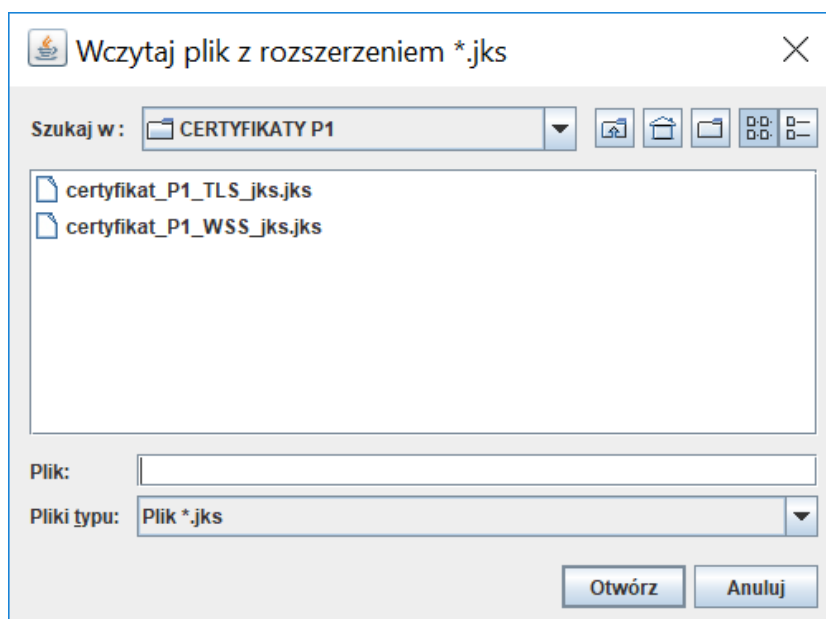 Wczytaj plik z rozszerzeniem *.jks
Szukaj w: CERTYFIKATY P1
certyfikat_P1_TLS_jks.jks
certyfikat_P1_WSS_jks.jks
Plik:
Pliki typu: Plik *.jks
Otwórz Anuluj